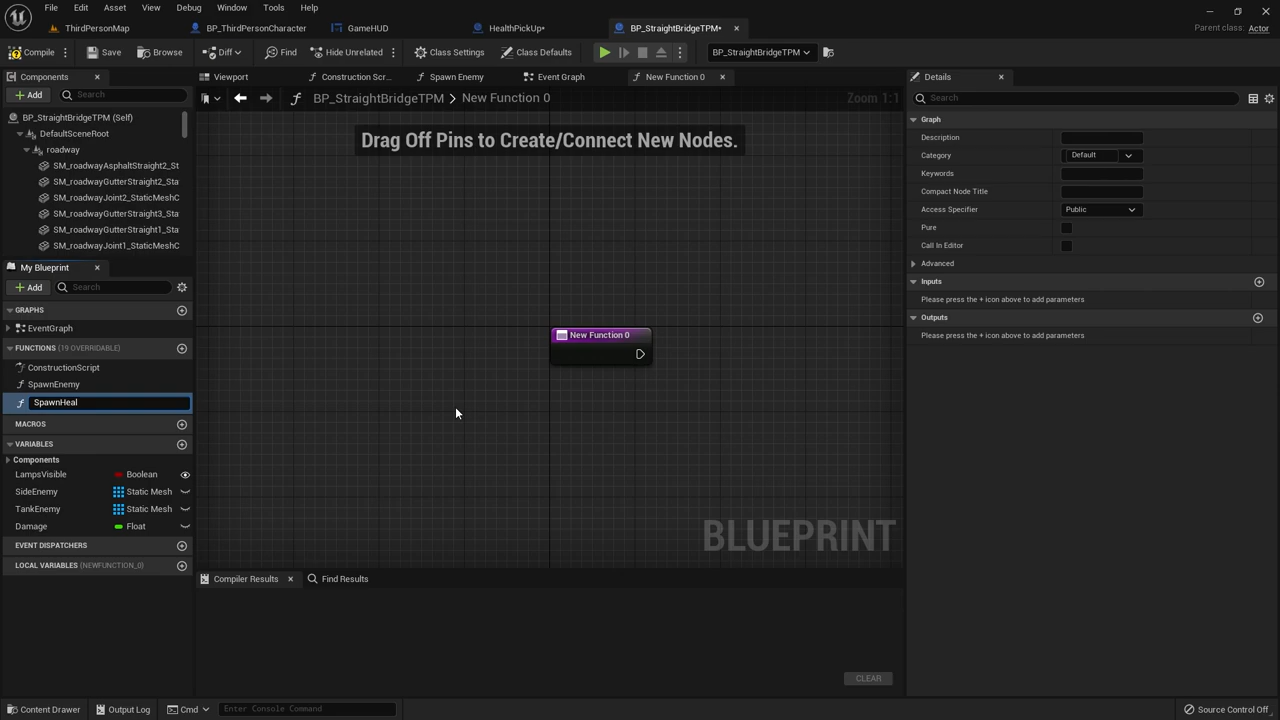 File Edit Asset View Debug Window Tools Help
ThirdPersonMap BP_ThirdPersonCharacter GameHUD HealthPickUp* BP_StraightBridgeTPM* Parent class: Actor
Compile Save Browse Diff Find Hide Unrelated Class Settings Class Defaults BP_StraightBridgeTPM
Components Viewport Construction Scr... Spawn Enemy Event Graph New Function 0 Details
Add Search BP_StraightBridgeTPM New Function 0 Zoom 1:1 Search
BP_StraightBridgeTPM (Self)
DefaultSceneRoot
roadway
SM_roadwayAsphaltStraight2_St
SM_roadwayGutterStraight2_Sta
SM_roadwayJoint2_StaticMeshC
SM_roadwayGutterStraight3_Sta
SM_roadwayGutterStraight1_Sta
SM_roadwayJoint1_StaticMeshC
My Blueprint
Add Search
GRAPHS
EventGraph
FUNCTIONS (19 OVERRIDABLE)
ConstructionScript
SpawnEnemy
SpawnHeal
MACROS
VARIABLES
Components
LampsVisible Boolean
SideEnemy Static Mesh
TankEnemy Static Mesh
Damage Float
EVENT DISPATCHERS
LOCAL VARIABLES (NEWFUNCTION_0)
Drag Off Pins to Create/Connect New Nodes.
New Function 0
BLUEPRINT
Compiler Results Find Results
CLEAR
Graph
Description
Category Default
Keywords
Compact Node Title
Access Specifier Public
Pure
Call In Editor
Advanced
Inputs
Please press the + icon above to add parameters
Outputs
Please press the + icon above to add parameters
Content Drawer Output Log Cmd Enter Console Command Source Control Off